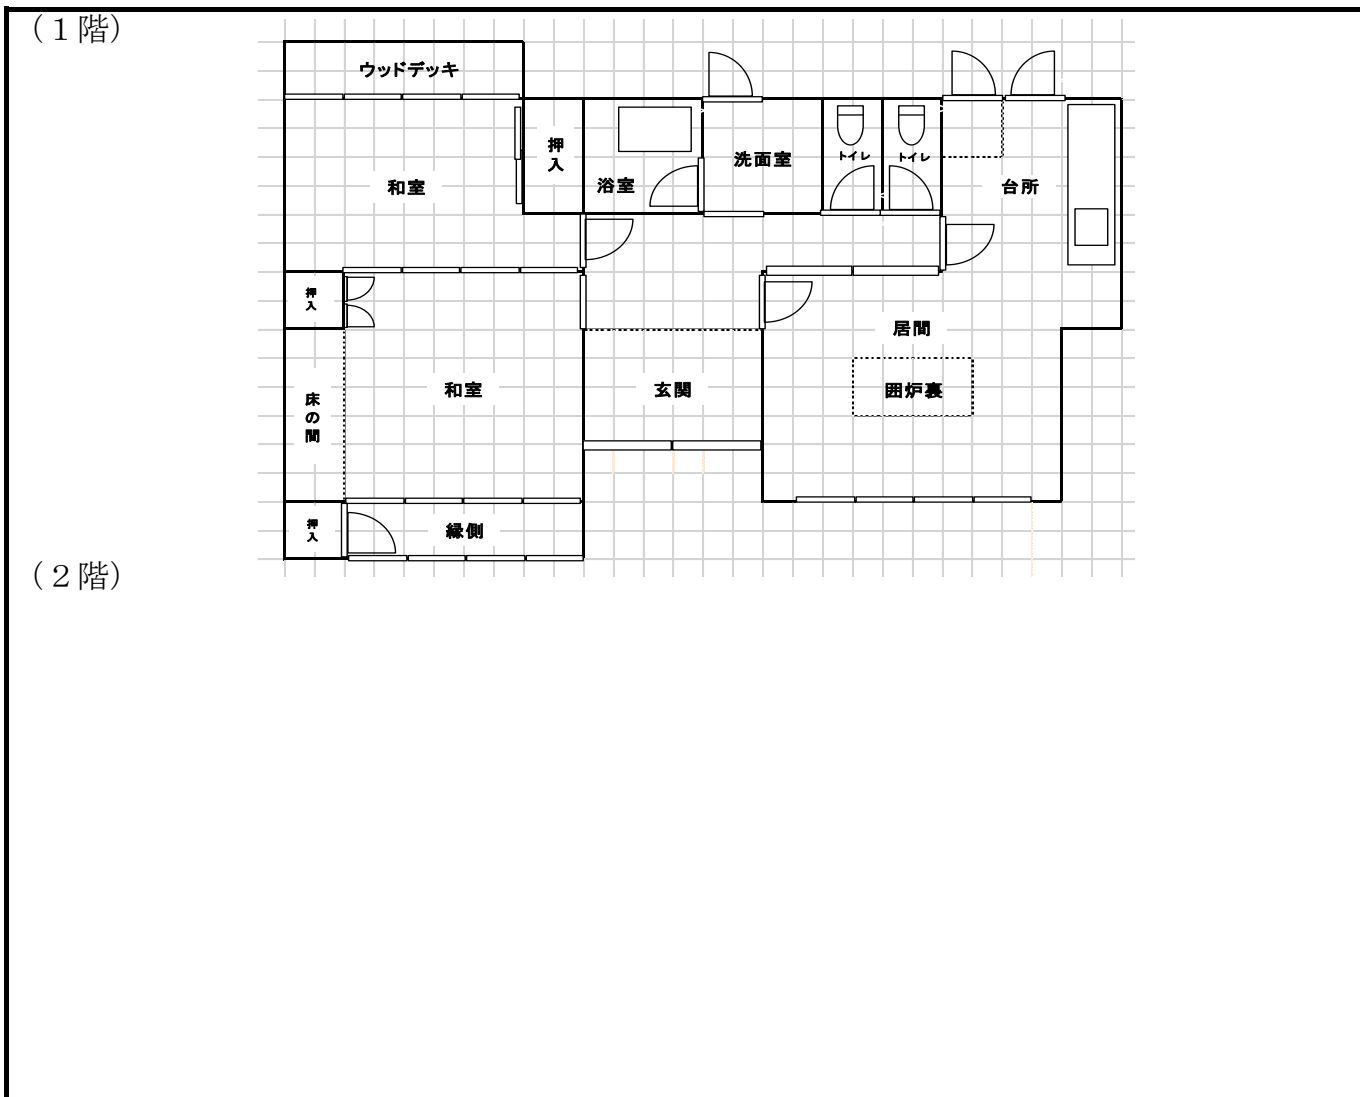 （１階）
ウッドデッキ
和室
押入
浴室
洗面室
トイレ
トイレ
台所
押入
和室
床の間
玄関
居間
囲炉裏
押入
縁側
（２階）